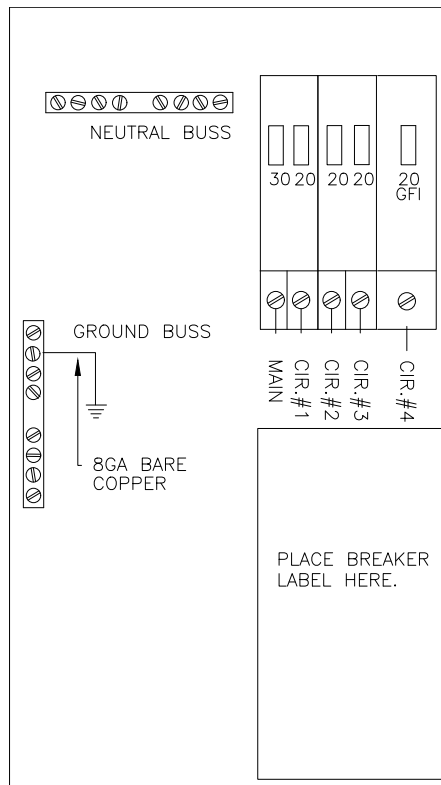 NEUTRAL BUSS
30 20 20 20 20
GFI
GROUND BUSS
MAIN
CIR.#1
CIR.#2
CIR.#3
CIR.#4
8GA BARE
COPPER
PLACE BREAKER
LABEL HERE.